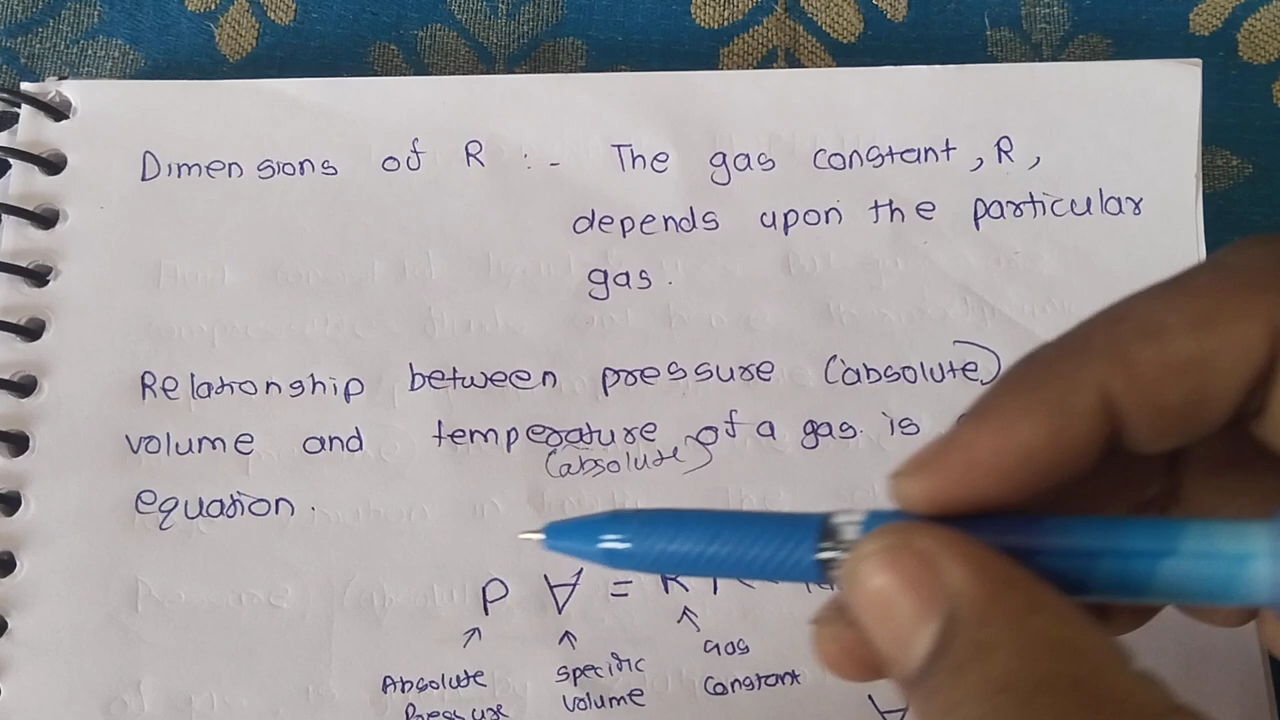 Dimensions of R :- The gas constant, R,
depends upon the particular
gas.
Relationship between pressure (absolute)
volume and temperature of a gas is
(absolute)
equation.
P ∀ = R
Absolute Specific Gas
Pressure volume Constant